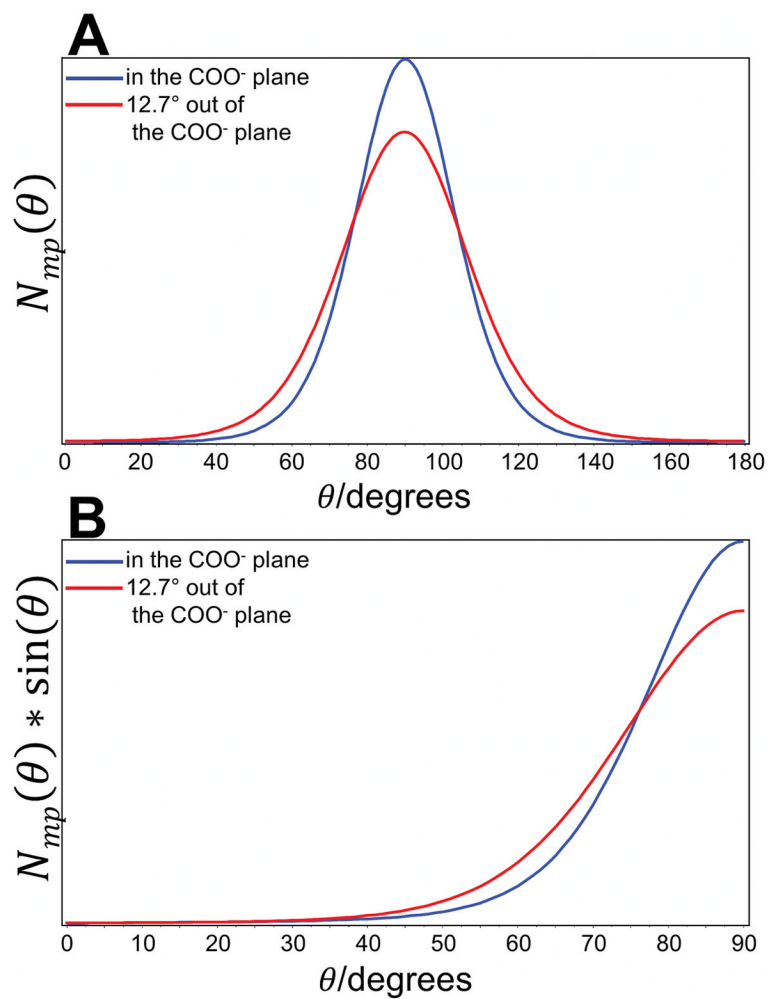 A
in the COO⁻ plane
12.7° out of
the COO⁻ plane
N_mp(θ)
0 20 40 60 80 100 120 140 160 180
θ/degrees
B
in the COO⁻ plane
12.7° out of
the COO⁻ plane
N_mp(θ) * sin(θ)
0 10 20 30 40 50 60 70 80 90
θ/degrees